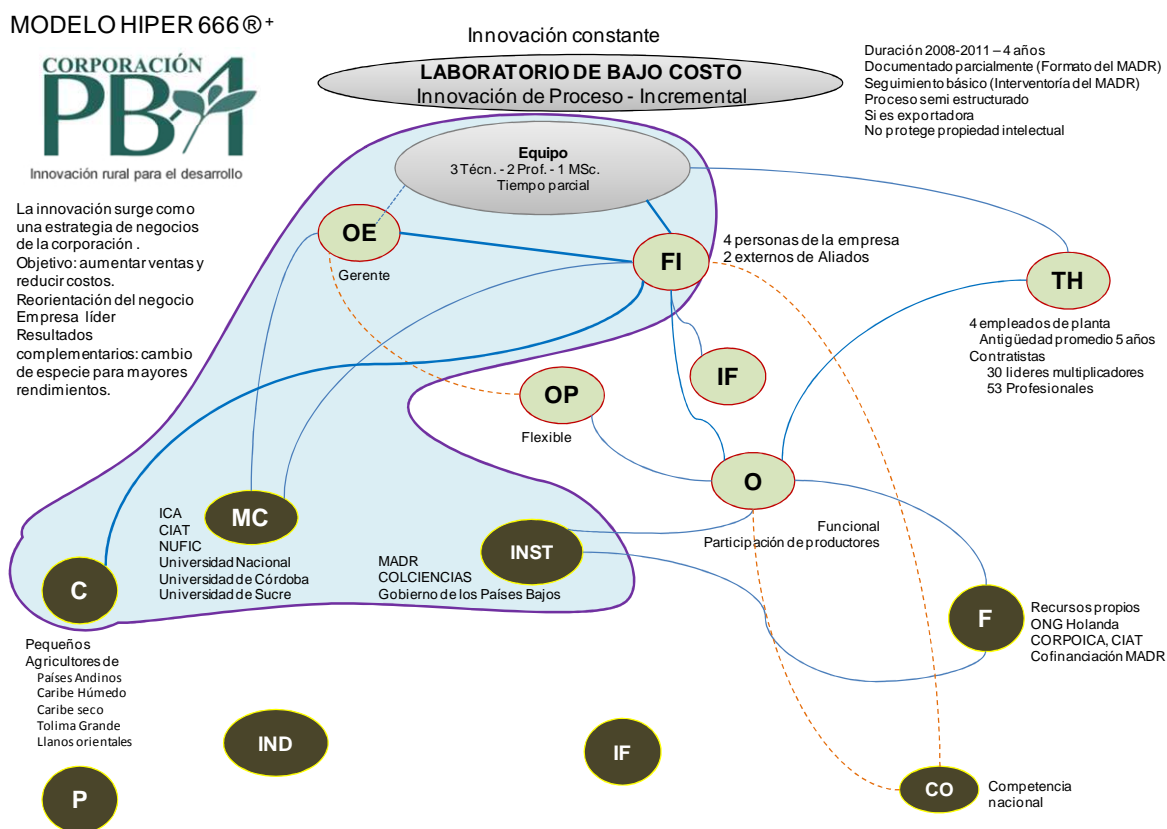 MODELO HIPER 666®+
CORPORACIÓN
PBA
Innovación rural para el desarrollo
Innovación constante
LABORATORIO DE BAJO COSTO
Innovación de Proceso - Incremental
Duración 2008-2011 – 4 años
Documentado parcialmente (Formato del MADR)
Seguimiento básico (Interventoría del MADR)
Proceso semi estructurado
Si es exportadora
No protege propiedad intelectual
La innovación surge como
una estrategia de negocios
de la corporación .
Objetivo: aumentar ventas y
reducir costos.
Reorientación del negocio
Empresa líder
Resultados
complementarios: cambio
de especie para mayores
rendimientos.
Equipo
3 Técn. - 2 Prof. - 1 MSc.
Tiempo parcial
OE
Gerente
FI
4 personas de la empresa
2 externos de Aliados
TH
4 empleados de planta
Antigüedad promedio 5 años
Contratistas
30 lideres multiplicadores
53 Profesionales
IF
OP
Flexible
O
Funcional
Participación de productores
MC
ICA
CIAT
NUFIC
Universidad Nacional
Universidad de Córdoba
Universidad de Sucre
INST
MADR
COLCIENCIAS
Gobierno de los Países Bajos
C
Pequeños
Agricultores de
Países Andinos
Caribe Húmedo
Caribe seco
Tolima Grande
Llanos orientales
F
Recursos propios
ONG Holanda
CORPOICA, CIAT
Cofinanciación MADR
IND
IF
P
CO
Competencia
nacional